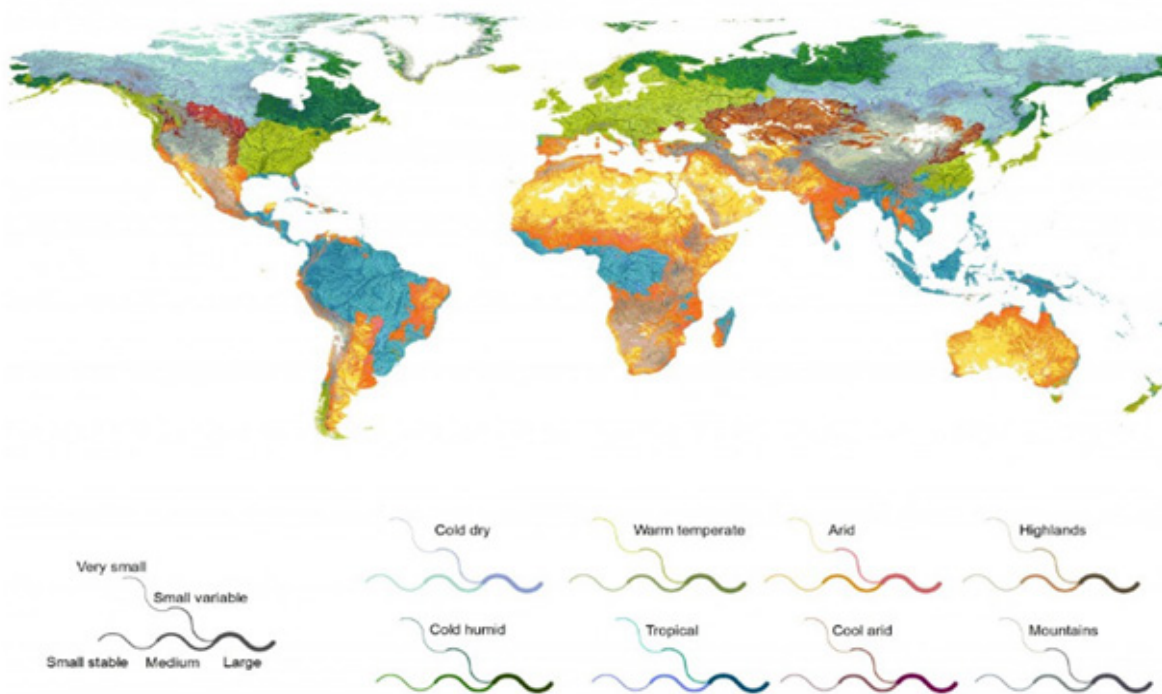 Very small
Small variable
Small stable Medium Large
Cold dry
Warm temperate
Arid
Highlands
Cold humid
Tropical
Cool arid
Mountains